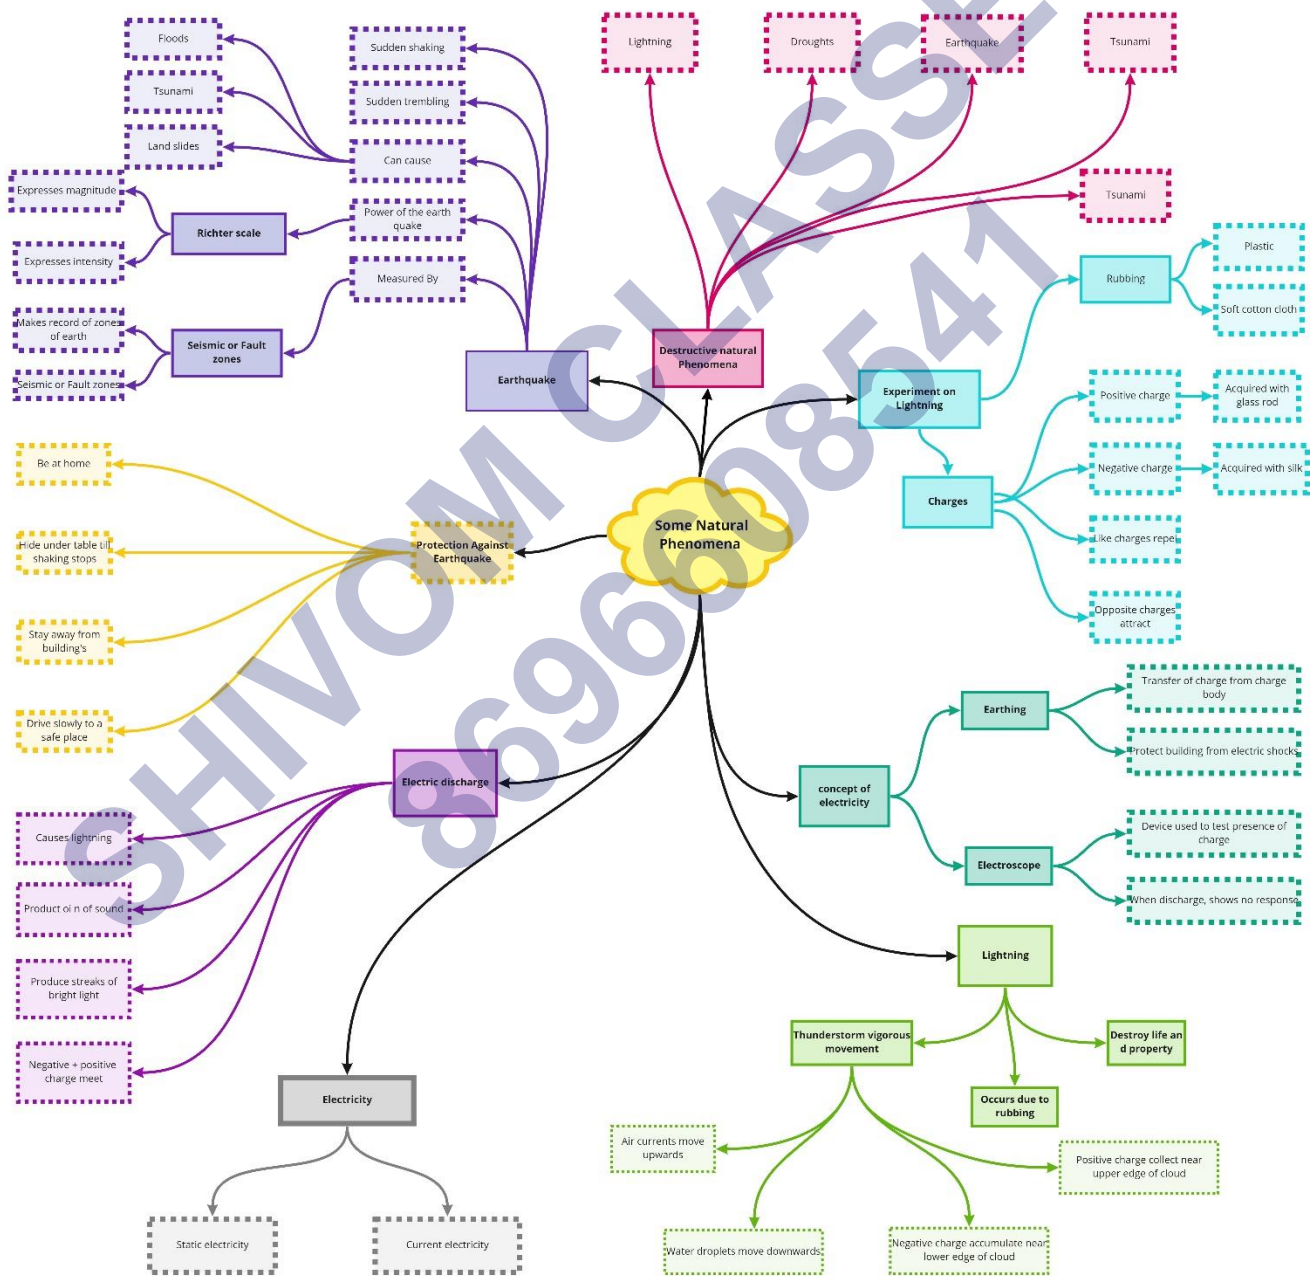 Floods
Tsunami
Land slides
Expresses magnitude
Expresses intensity
Richter scale
Makes record of zones
of earth
Seismic or Fault zones
Seismic or Fault
zones
Sudden shaking
Sudden trembling
Can cause
Power of the earth
quake
Measured By
Earthquake
Lightning
Droughts
Earthquake
Tsunami
Tsunami
Destructive natural
Phenomena
Experiment on
Lightning
Rubbing
Plastic
Soft cotton cloth
Charges
Positive charge
Acquired with
glass rod
Negative charge
Acquired with silk
Like charges repel
Opposite charges
attract
Some Natural
Phenomena
Protection Against
Earthquake
Be at home
Hide under table till
shaking stops
Stay away from
building's
Drive slowly to a
safe place
Electric discharge
Causes lightning
Product oi n of sound
Produce streaks of
bright light
Negative + positive
charge meet
Electricity
Static electricity
Current electricity
concept of
electricity
Earthing
Transfer of charge from charge
body
Protect building from electric shocks
Electroscope
Device used to test presence of
charge
When discharge, shows no response
Lightning
Thunderstorm vigorous
movement
Occurs due to
rubbing
Destroy life an
d property
Air currents move
upwards
Water droplets move downwards
Negative charge accumulate near
lower edge of cloud
Positive charge collect near
upper edge of cloud
SHIVOM CLASSE
8696608541